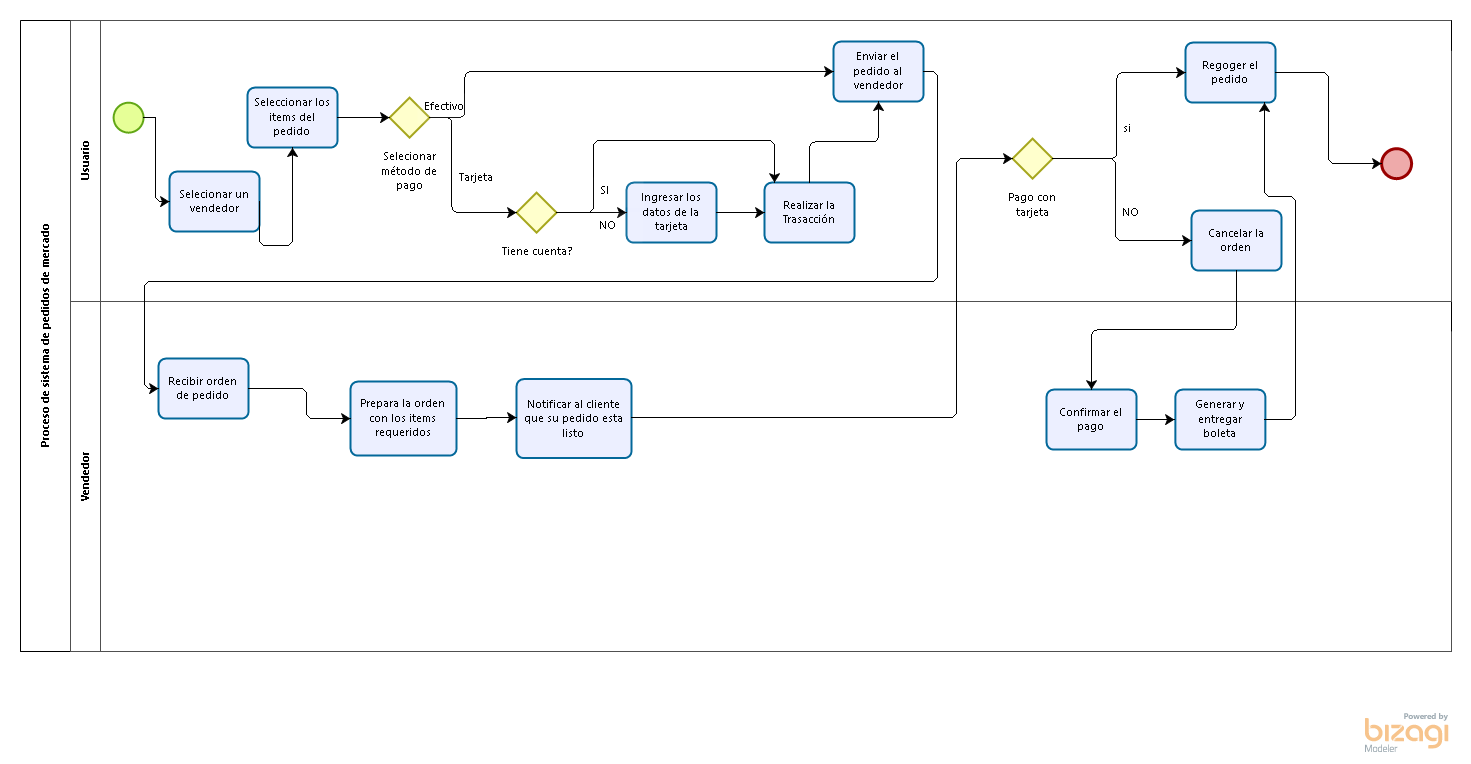 Proceso de sistema de pedidos de mercado
Usuario
Selecionar un
vendedor
Seleccionar los
items del
pedido
Selecionar
método de
pago
Efectivo
Tarjeta
Tiene cuenta?
SI
NO
Ingresar los
datos de la
tarjeta
Realizar la
Trasacción
Enviar el
pedido al
vendedor
Pago con
tarjeta
si
NO
Regoger el
pedido
Cancelar la
orden
Vendedor
Recibir orden
de pedido
Prepara la orden
con los items
requeridos
Notificar al cliente
que su pedido esta
listo
Confirmar el
pago
Generar y
entregar
boleta
Powered by
bizagi
Modeler